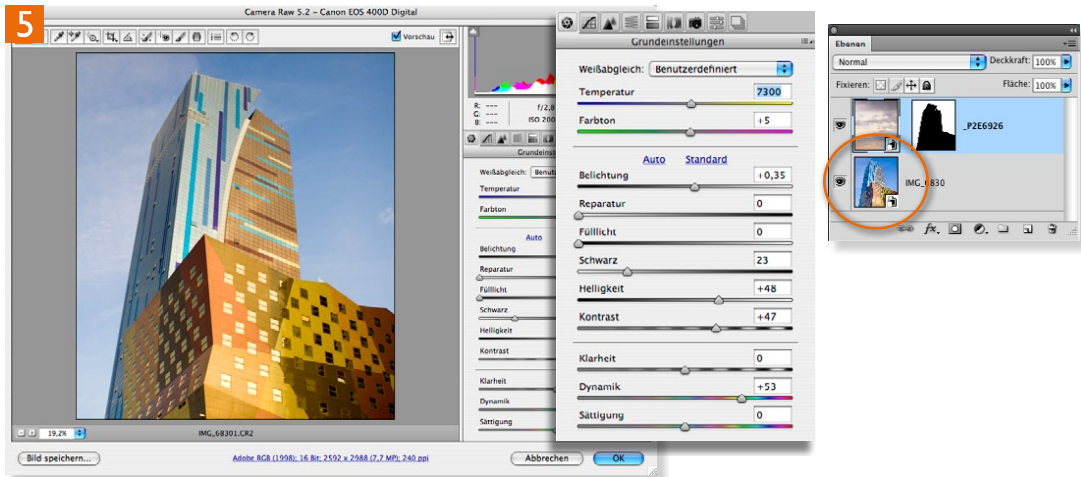 5
Camera Raw 5.2 – Canon EOS 400D Digital
Vorschau
R: ---
G: ---
B: ---
f/2,8
ISO 200
Weißabgleich:
Temperatur
Farbton
Auto
Belichtung
Reparatur
Fülllicht
Schwarz
Helligkeit
Kontrast
Klarheit
Dynamik
Sättigung
19,2%
IMG_68301.CR2
Bild speichern...
Adobe RGB (1998); 16 Bit; 2592 x 2988 (7,7 MP); 240 ppi
Abbrechen
OK
Grundeinstellungen
Weißabgleich: Benutzerdefiniert
Temperatur 7300
Farbton +5
Auto Standard
Belichtung +0,35
Reparatur 0
Fülllicht 0
Schwarz 23
Helligkeit +48
Kontrast +47
Klarheit 0
Dynamik +53
Sättigung 0
Ebenen
Normal Deckkraft: 100%
Fixieren: Fläche: 100%
_P2E6926
IMG_6830
fx